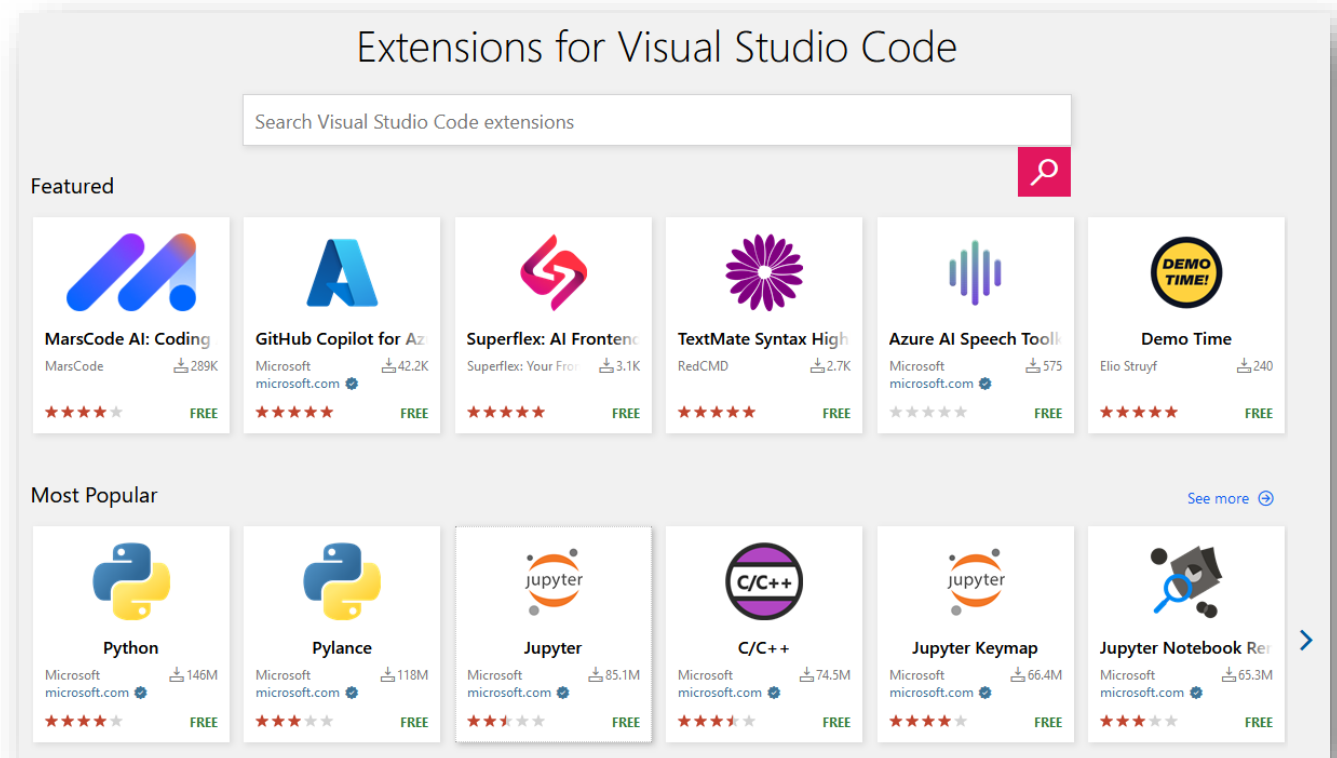 Extensions for Visual Studio Code
Search Visual Studio Code extensions
Featured
DEMO
TIME!
MarsCode AI: Coding
GitHub Copilot for Az
Superflex: AI Frontend
TextMate Syntax High
Azure AI Speech Toolk
Demo Time
MarsCode 289K
Microsoft 42.2K
Superflex: Your Fro 3.1K
RedCMD 2.7K
Microsoft 575
Elio Struyf 240
microsoft.com
microsoft.com
FREE
FREE
FREE
FREE
FREE
FREE
Most Popular
See more
jupyter
C/C++
jupyter
Python
Pylance
Jupyter
C/C++
Jupyter Keymap
Jupyter Notebook Rer
Microsoft 146M
Microsoft 118M
Microsoft 85.1M
Microsoft 74.5M
Microsoft 66.4M
Microsoft 65.3M
microsoft.com
microsoft.com
microsoft.com
microsoft.com
microsoft.com
microsoft.com
FREE
FREE
FREE
FREE
FREE
FREE